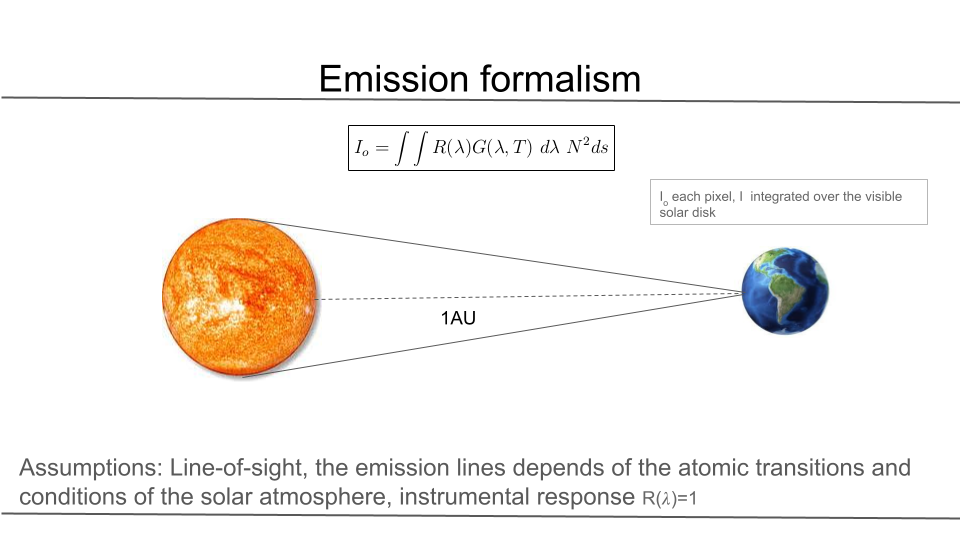 Emission formalism
I_o = ∫ ∫ R(λ)G(λ, T) dλ N²ds
I_o each pixel, I integrated over the visible
solar disk
1AU
Assumptions: Line-of-sight, the emission lines depends of the atomic transitions and
conditions of the solar atmosphere, instrumental response R(λ)=1